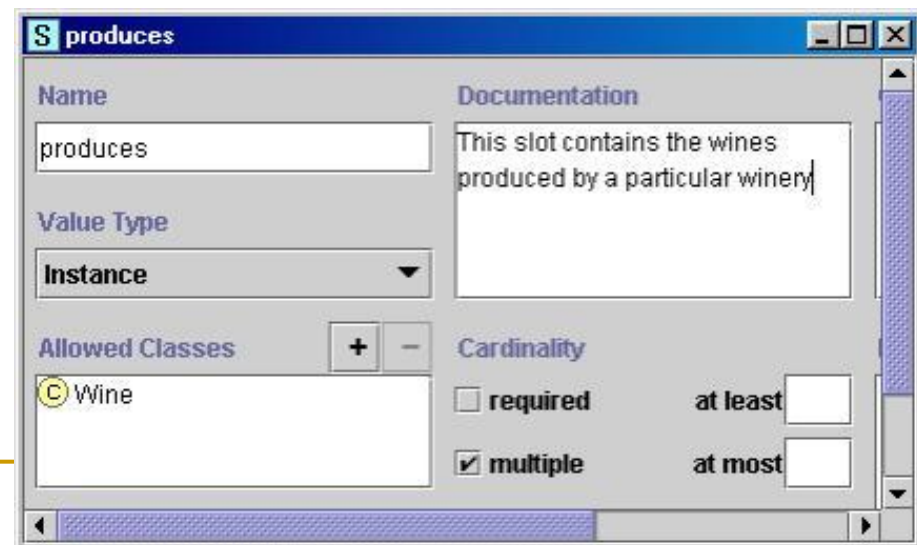 S produces
Name
produces
Value Type
Instance
Allowed Classes + −
C Wine
Documentation
This slot contains the wines
produced by a particular winery
Cardinality
required at least
multiple at most